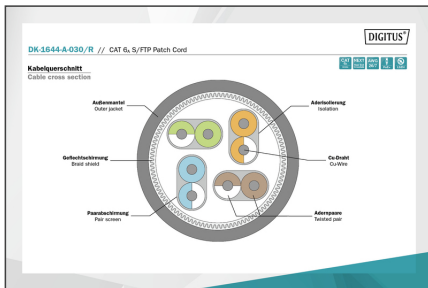 DIGITUS®
DK-1644-A-030/R // CAT 6A S/FTP Patch Cord
Kabelquerschnitt
Cable cross section
Außenmantel
Outer jacket
Aderisolierung
Isolation
Geflechtschirmung
Braid shield
Cu-Draht
Cu-Wire
Paarabschirmung
Pair screen
Adernpaare
Twisted pair